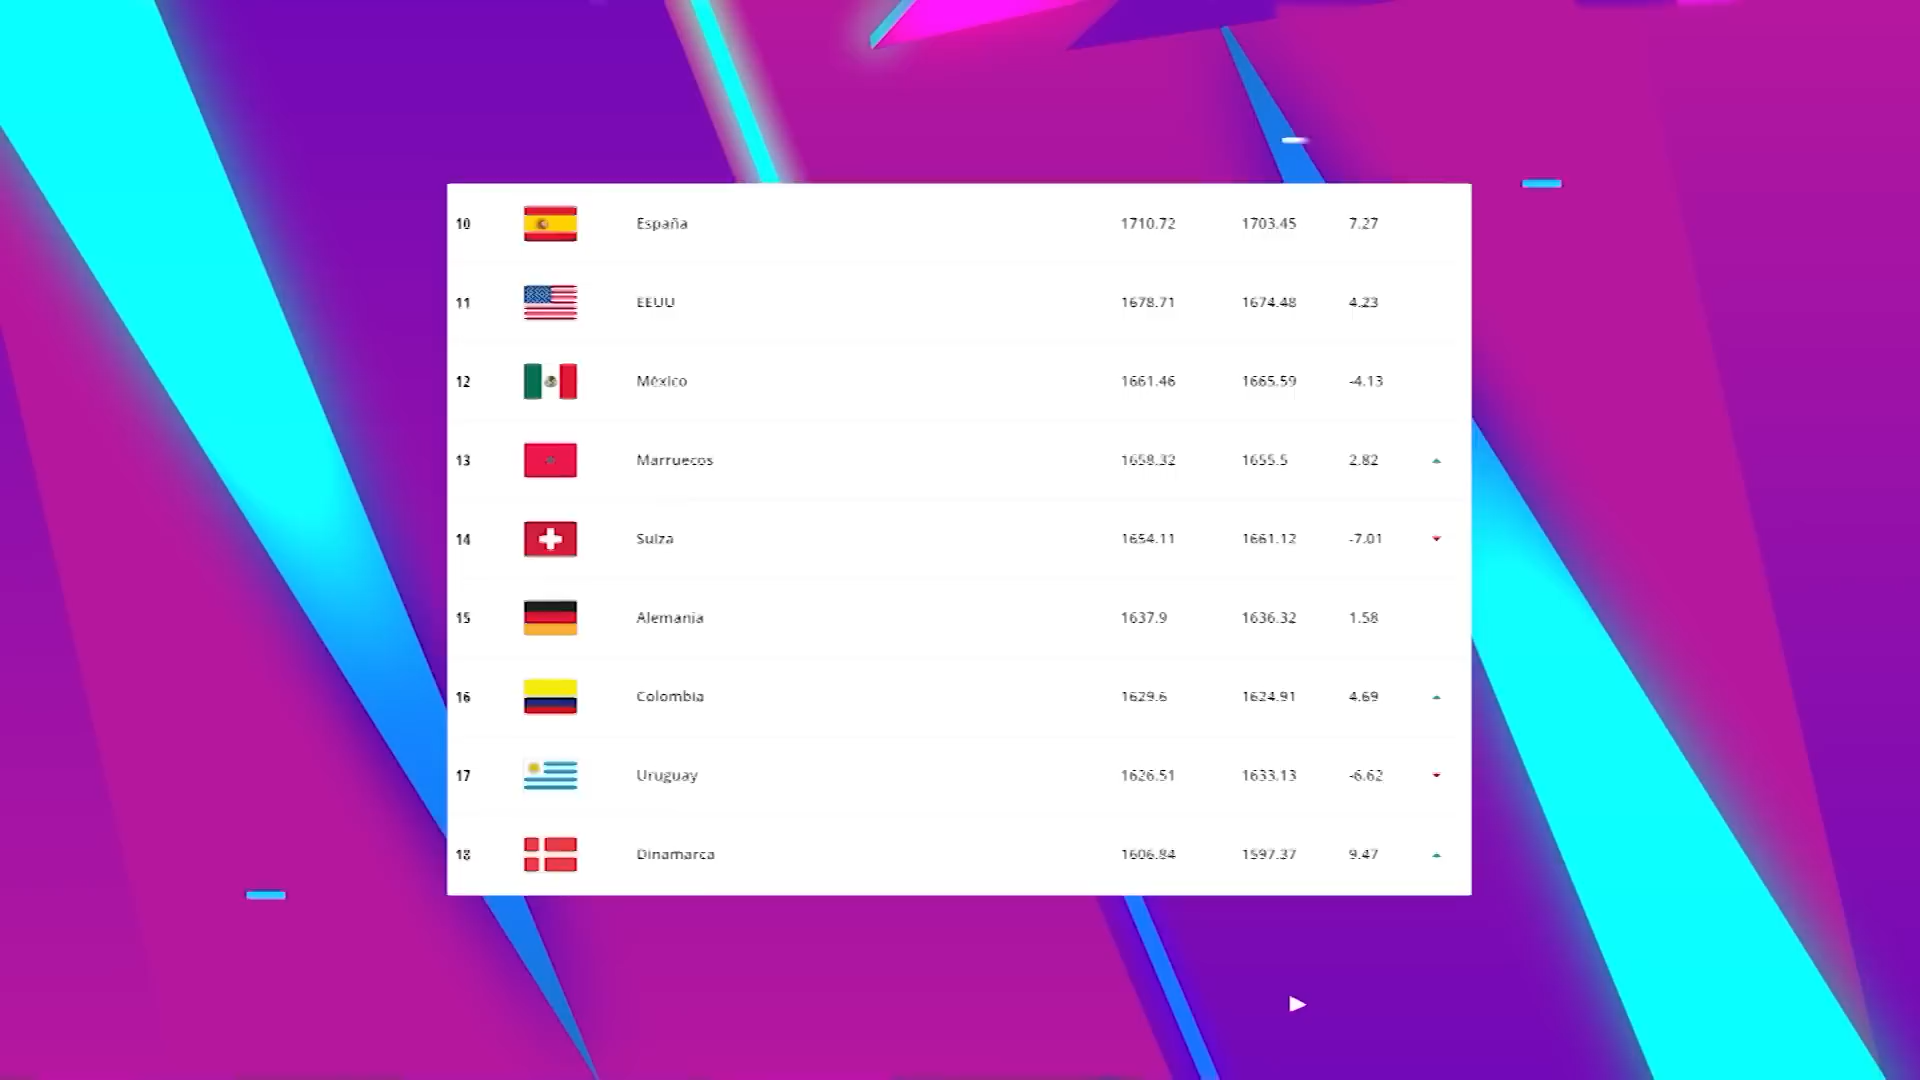 10 España 1710.72 1703.45 7.27
11 EEUU 1678.71 1674.48 4.23
12 México 1661.46 1665.59 -4.13
13 Marruecos 1658.32 1655.5 2.82
14 Suiza 1654.11 1661.12 -7.01
15 Alemania 1637.9 1636.32 1.58
16 Colombia 1629.6 1624.91 4.69
17 Uruguay 1626.51 1633.13 -6.62
18 Dinamarca 1606.84 1597.37 9.47